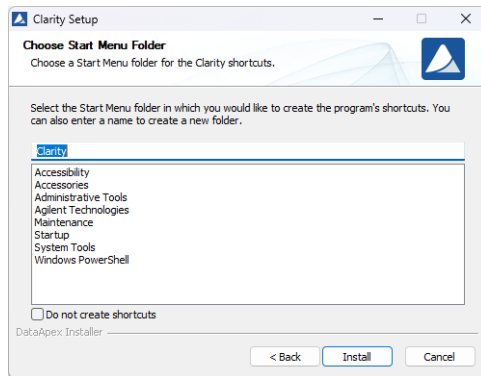 Clarity Setup
Choose Start Menu Folder
Choose a Start Menu folder for the Clarity shortcuts.
Select the Start Menu folder in which you would like to create the program's shortcuts. You
can also enter a name to create a new folder.
Clarity
Accessibility
Accessories
Administrative Tools
Agilent Technologies
Maintenance
Startup
System Tools
Windows PowerShell
Do not create shortcuts
DataApex Installer
< Back Install Cancel